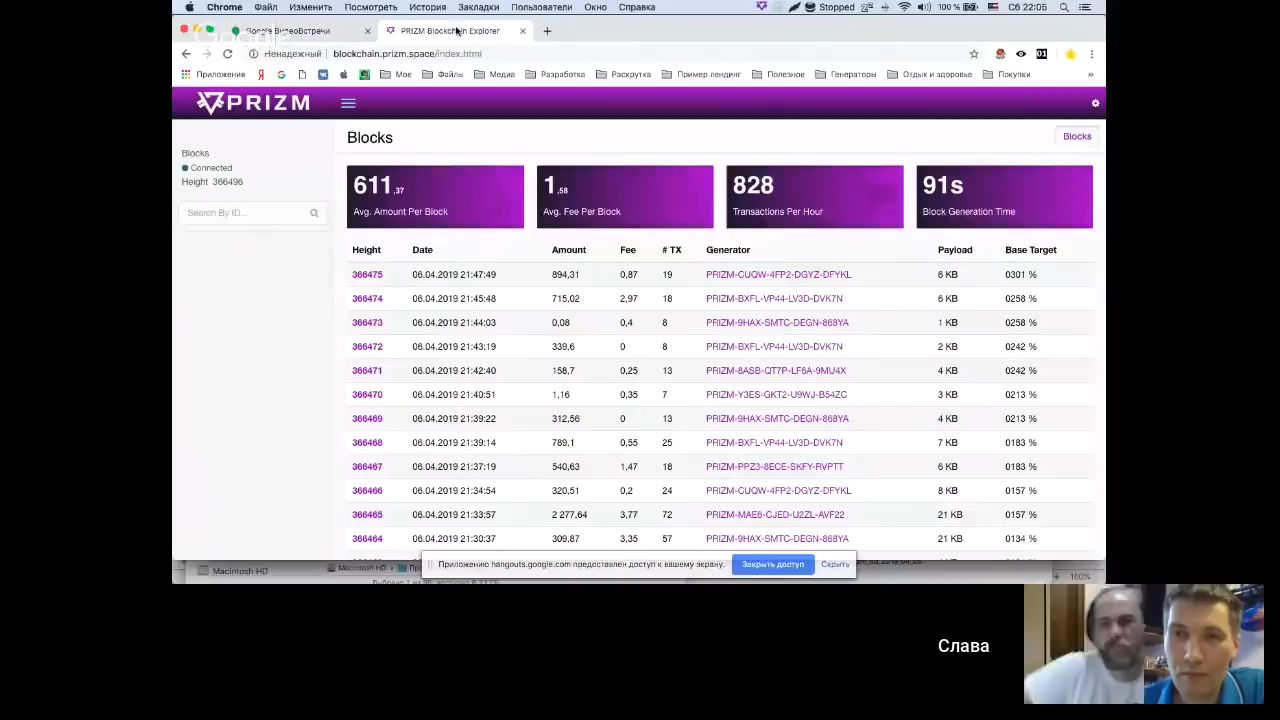 Chrome Файл Изменить Посмотреть История Закладки Пользователи Окно Справка Stopped 100 % Сб 22:05
Google ВидеоВстречи PRIZM Blockchain Explorer
Ненадежный blockchain.prizm.space/index.html
Приложения Мое Файлы Медиа Разработка Раскрутка Пример лендинг Полезное Генераторы Отдых и здоровье Покупки »
PRIZM
Blocks Blocks
Blocks
Connected
Height 366496
Search By ID...
611,37 1,58 828 91s
Avg. Amount Per Block Avg. Fee Per Block Transactions Per Hour Block Generation Time
Height Date Amount Fee # TX Generator Payload Base Target
366475 06.04.2019 21:47:49 894,31 0,87 19 PRIZM-CUQW-4FP2-DGYZ-DFYKL 6 KB 0301 %
366474 06.04.2019 21:45:48 715,02 2,97 18 PRIZM-BXFL-VP44-LV3D-DVK7N 6 KB 0258 %
366473 06.04.2019 21:44:03 0,08 0,4 8 PRIZM-9HAX-SMTC-DEGN-868YA 1 KB 0258 %
366472 06.04.2019 21:43:19 339,6 0 8 PRIZM-BXFL-VP44-LV3D-DVK7N 2 KB 0242 %
366471 06.04.2019 21:42:40 158,7 0,25 13 PRIZM-8ASB-QT7P-LF6A-9MU4X 4 KB 0242 %
366470 06.04.2019 21:40:51 1,16 0,35 7 PRIZM-Y3ES-GKT2-U9WJ-B54ZC 3 KB 0213 %
366469 06.04.2019 21:39:22 312,56 0 13 PRIZM-9HAX-SMTC-DEGN-868YA 4 KB 0213 %
366468 06.04.2019 21:39:14 789,1 0,55 25 PRIZM-BXFL-VP44-LV3D-DVK7N 7 KB 0183 %
366467 06.04.2019 21:37:19 540,63 1,47 18 PRIZM-PPZ3-8ECE-SKFY-RVPTT 6 KB 0183 %
366466 06.04.2019 21:34:54 320,51 0,2 24 PRIZM-CUQW-4FP2-DGYZ-DFYKL 8 KB 0157 %
366465 06.04.2019 21:33:57 2 277,64 3,77 72 PRIZM-MAE6-CJED-U2ZL-AVF22 21 KB 0157 %
366464 06.04.2019 21:30:37 309,87 3,35 57 PRIZM-9HAX-SMTC-DEGN-868YA 21 KB 0134 %
Приложению hangouts.google.com предоставлен доступ к вашему экрану. Закрыть доступ Скрыть
Macintosh HD Macintosh HD 100%
Слава